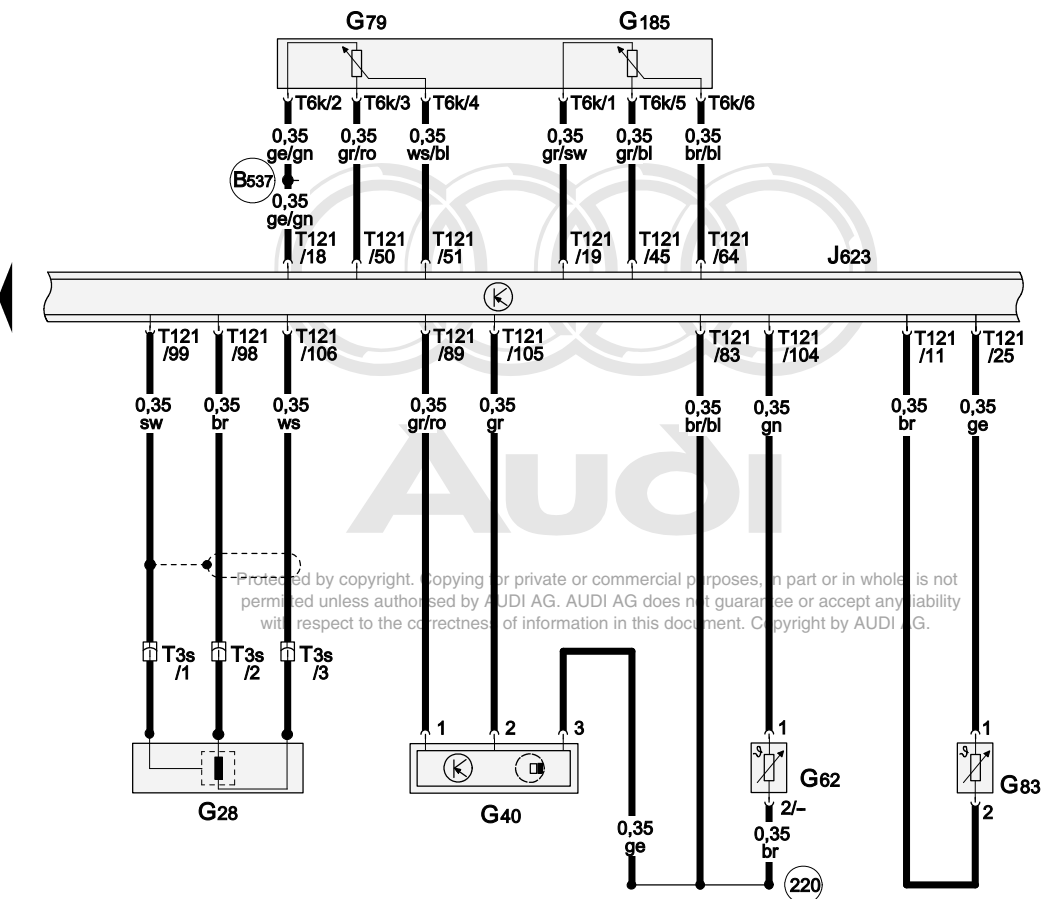 G79 G185
T6k/2 T6k/3 T6k/4 T6k/1 T6k/5 T6k/6
0,35 0,35 0,35 0,35 0,35 0,35
ge/gn gr/ro ws/bl gr/sw gr/bl br/bl
B537
0,35
ge/gn
T121 T121 T121 T121 T121 T121
/18 /50 /51 /19 /45 /64
J623
T121 T121 T121 T121 T121 T121 T121 T121 T121
/99 /98 /106 /89 /105 /83 /104 /11 /25
0,35 0,35 0,35 0,35 0,35 0,35 0,35 0,35 0,35
sw br ws gr/ro gr br/bl gn br ge
Audi
Protected by copyright. Copying for private or commercial purposes, in part or in whole, is not
permitted unless authorised by AUDI AG. AUDI AG does not guarantee or accept any liability
with respect to the correctness of information in this document. Copyright by AUDI AG.
T3s T3s T3s
/1 /2 /3
1 2 3 1 1
G28 G40 G62 G83
2/– 2
0,35 0,35
ge br
220